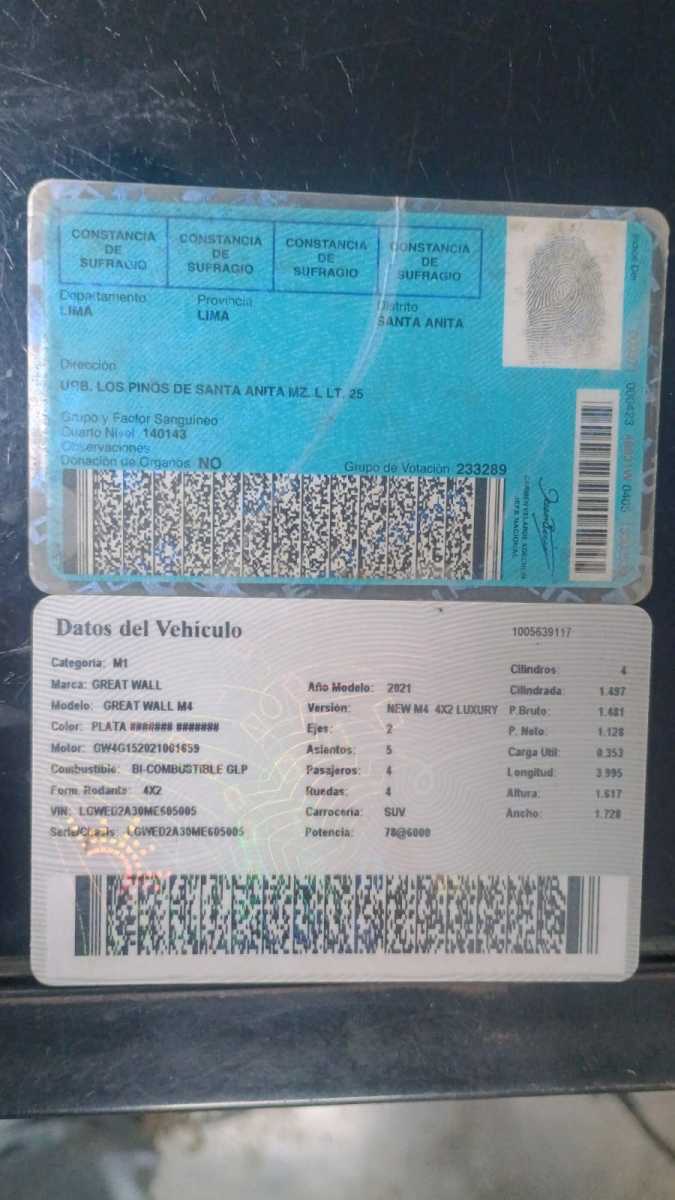 CONSTANCIA DE SUFRAGIO
CONSTANCIA DE SUFRAGIO
CONSTANCIA DE SUFRAGIO
CONSTANCIA DE SUFRAGIO
Departamento Provincia Distrito
LIMA LIMA SANTA ANITA
Dirección
URB. LOS PINOS DE SANTA ANITA MZ. L LT. 25
Grupo y Factor Sanguineo
Cuarto Nivel 140143
Observaciones
Donación de Organos NO Grupo de Votación 233289
JEFE NACIONAL
Datos del Vehículo 1005639117
Categoria: M1 Cilindros 4
Marca: GREAT WALL Año Modelo: 2021 Cilindrada: 1.497
Modelo: GREAT WALL M4 Versión: NEW M4 4X2 LUXURY P.Bruto: 1.481
Color: PLATA ####### ####### Ejes: 2 P. Neto: 1.128
Motor: GW4G152021001659 Asientos: 5 Carga Util: 0.353
Combustible: BI-COMBUSTIBLE GLP Pasajeros: 4 Longitud: 3.995
Form. Rodante: 4X2 Ruedas: 4 Altura: 1.617
VIN: LGWED2A30ME605005 Carroceria: SUV Ancho: 1.728
Serie/Chasis: LGWED2A30ME605005 Potencia: 78@6000